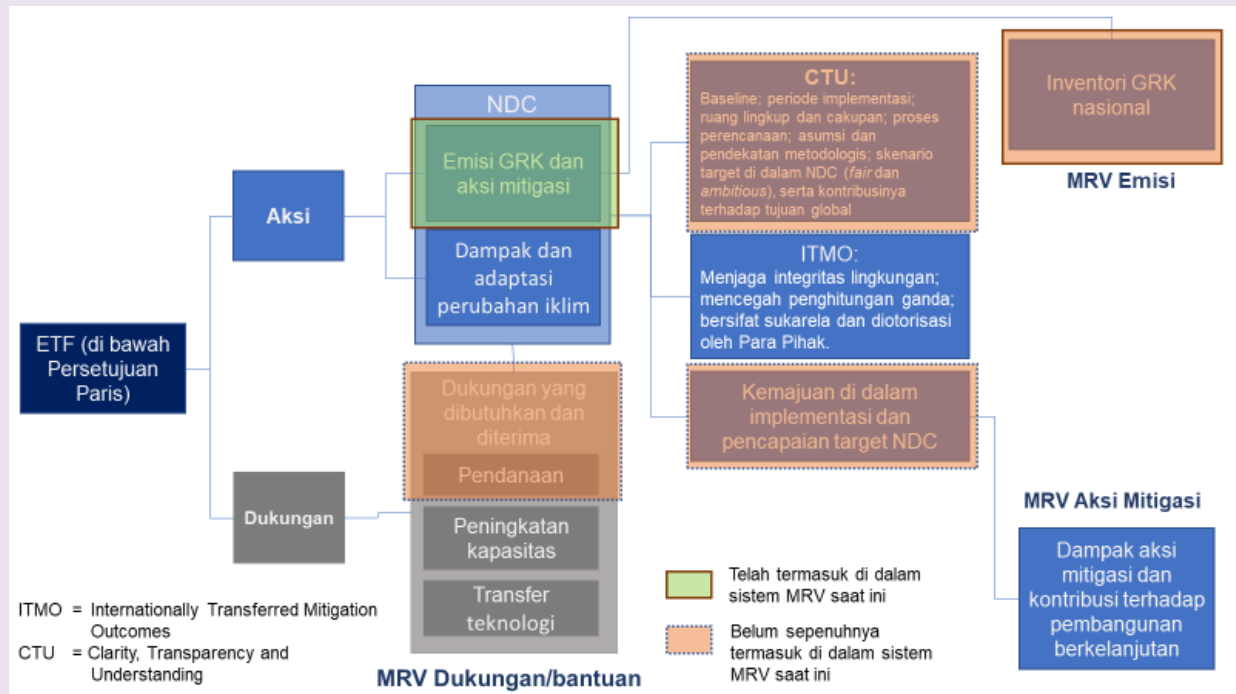 ETF (di bawah
Persetujuan
Paris)
Aksi
Dukungan
NDC
Emisi GRK dan
aksi mitigasi
Dampak dan
adaptasi
perubahan iklim
Dukungan yang
dibutuhkan dan
diterima
Pendanaan
Peningkatan
kapasitas
Transfer
teknologi
MRV Dukungan/bantuan
CTU:
Baseline; periode implementasi;
ruang lingkup dan cakupan; proses
perencanaan; asumsi dan
pendekatan metodologis; skenario
target di dalam NDC (fair dan
ambitious), serta kontribusinya
terhadap tujuan global
ITMO:
Menjaga integritas lingkungan;
mencegah penghitungan ganda;
bersifat sukarela dan diotorisasi
oleh Para Pihak.
Kemajuan di dalam
implementasi dan
pencapaian target NDC
Inventori GRK
nasional
MRV Emisi
MRV Aksi Mitigasi
Dampak aksi
mitigasi dan
kontribusi terhadap
pembangunan
berkelanjutan
Telah termasuk di dalam
sistem MRV saat ini
Belum sepenuhnya
termasuk di dalam sistem
MRV saat ini
ITMO = Internationally Transferred Mitigation
Outcomes
CTU = Clarity, Transparency and
Understanding